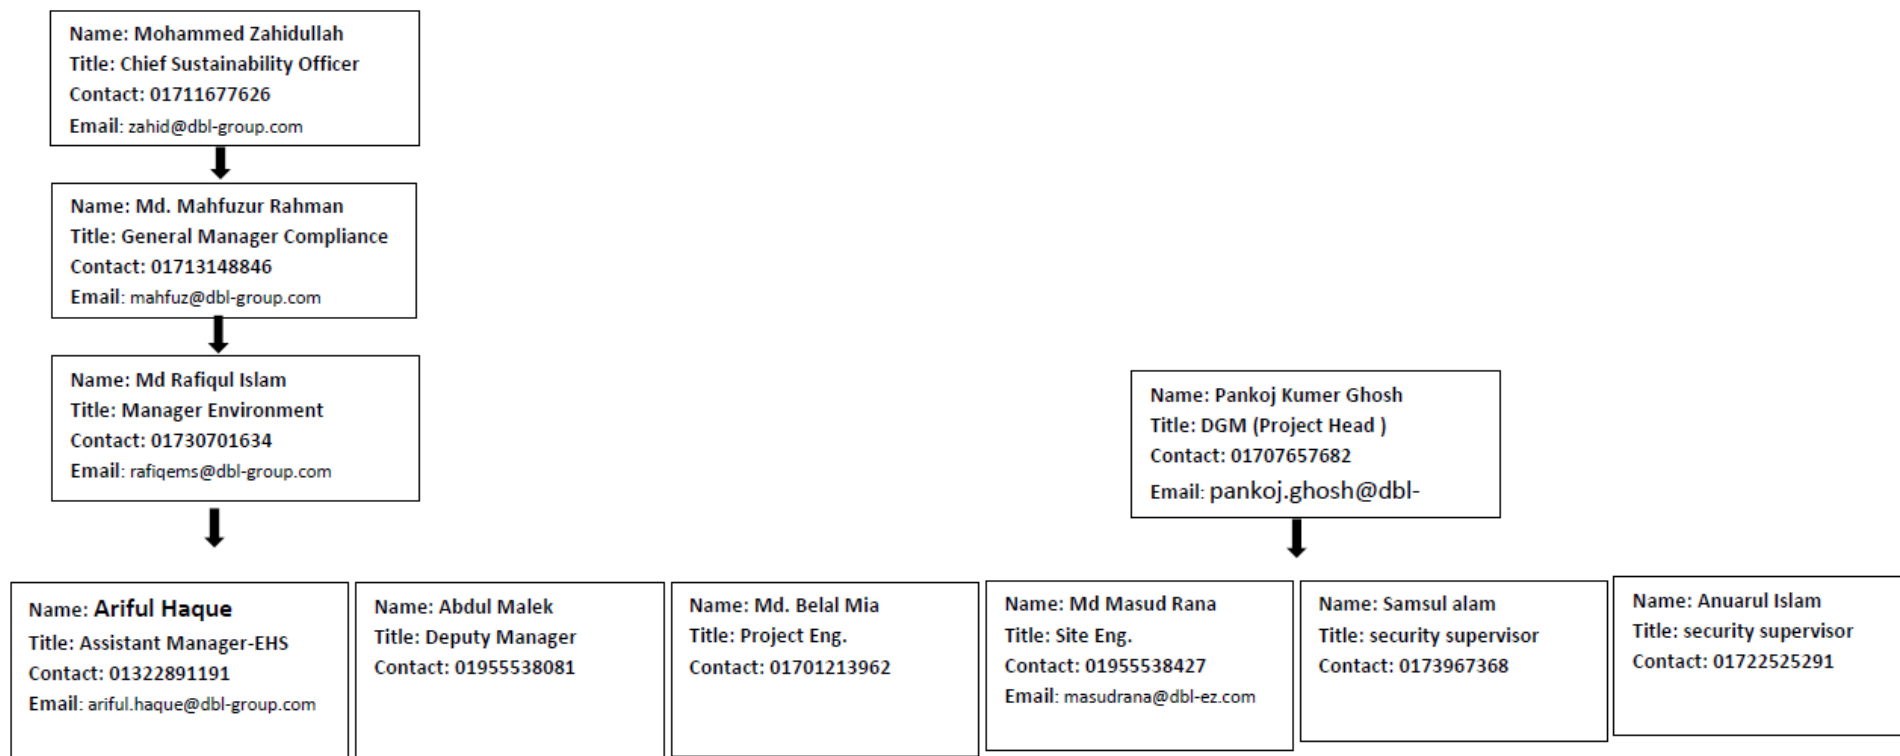 Name: Mohammed Zahidullah
Title: Chief Sustainability Officer
Contact: 01711677626
Email: zahid@dbl-group.com
Name: Md. Mahfuzur Rahman
Title: General Manager Compliance
Contact: 01713148846
Email: mahfuz@dbl-group.com
Name: Md Rafiqul Islam
Title: Manager Environment
Contact: 01730701634
Email: rafiqems@dbl-group.com
Name: Pankoj Kumer Ghosh
Title: DGM (Project Head )
Contact: 01707657682
Email: pankoj.ghosh@dbl-
Name: Ariful Haque
Title: Assistant Manager-EHS
Contact: 01322891191
Email: ariful.haque@dbl-group.com
Name: Abdul Malek
Title: Deputy Manager
Contact: 01955538081
Name: Md. Belal Mia
Title: Project Eng.
Contact: 01701213962
Name: Md Masud Rana
Title: Site Eng.
Contact: 01955538427
Email: masudrana@dbl-ez.com
Name: Samsul alam
Title: security supervisor
Contact: 0173967368
Name: Anuarul Islam
Title: security supervisor
Contact: 01722525291